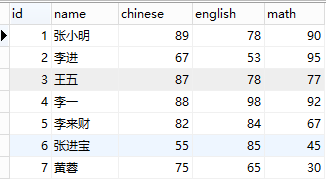 id name chinese english math
1 张小明 89 78 90
2 李进 67 53 95
3 王五 87 78 77
4 李一 88 98 92
5 李来财 82 84 67
6 张进宝 55 85 45
7 黄蓉 75 65 30